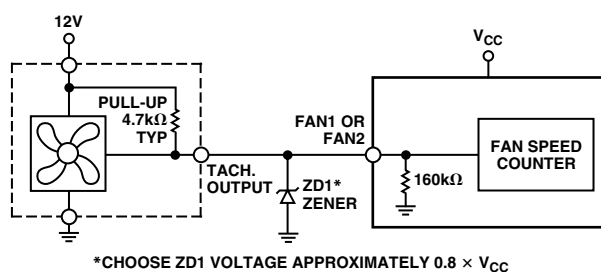 12V
PULL-UP
4.7kΩ
TYP
TACH.
OUTPUT
ZD1*
ZENER
FAN1 OR
FAN2
160kΩ
VCC
FAN SPEED
COUNTER
*CHOOSE ZD1 VOLTAGE APPROXIMATELY 0.8 × VCC